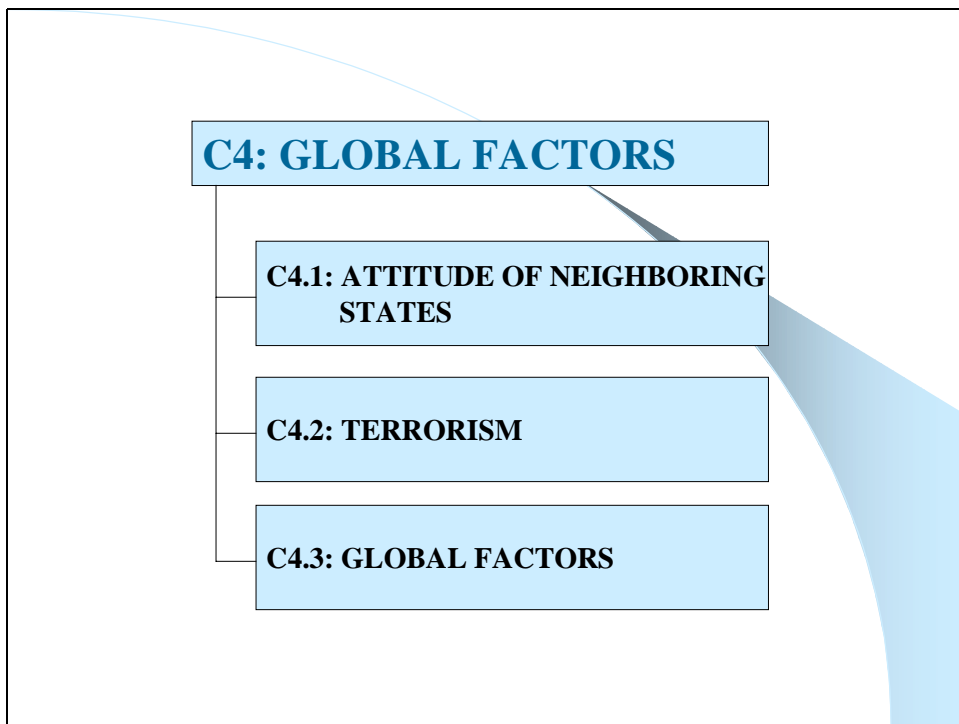 C4: GLOBAL FACTORS
C4.1: ATTITUDE OF NEIGHBORING
STATES
C4.2: TERRORISM
C4.3: GLOBAL FACTORS